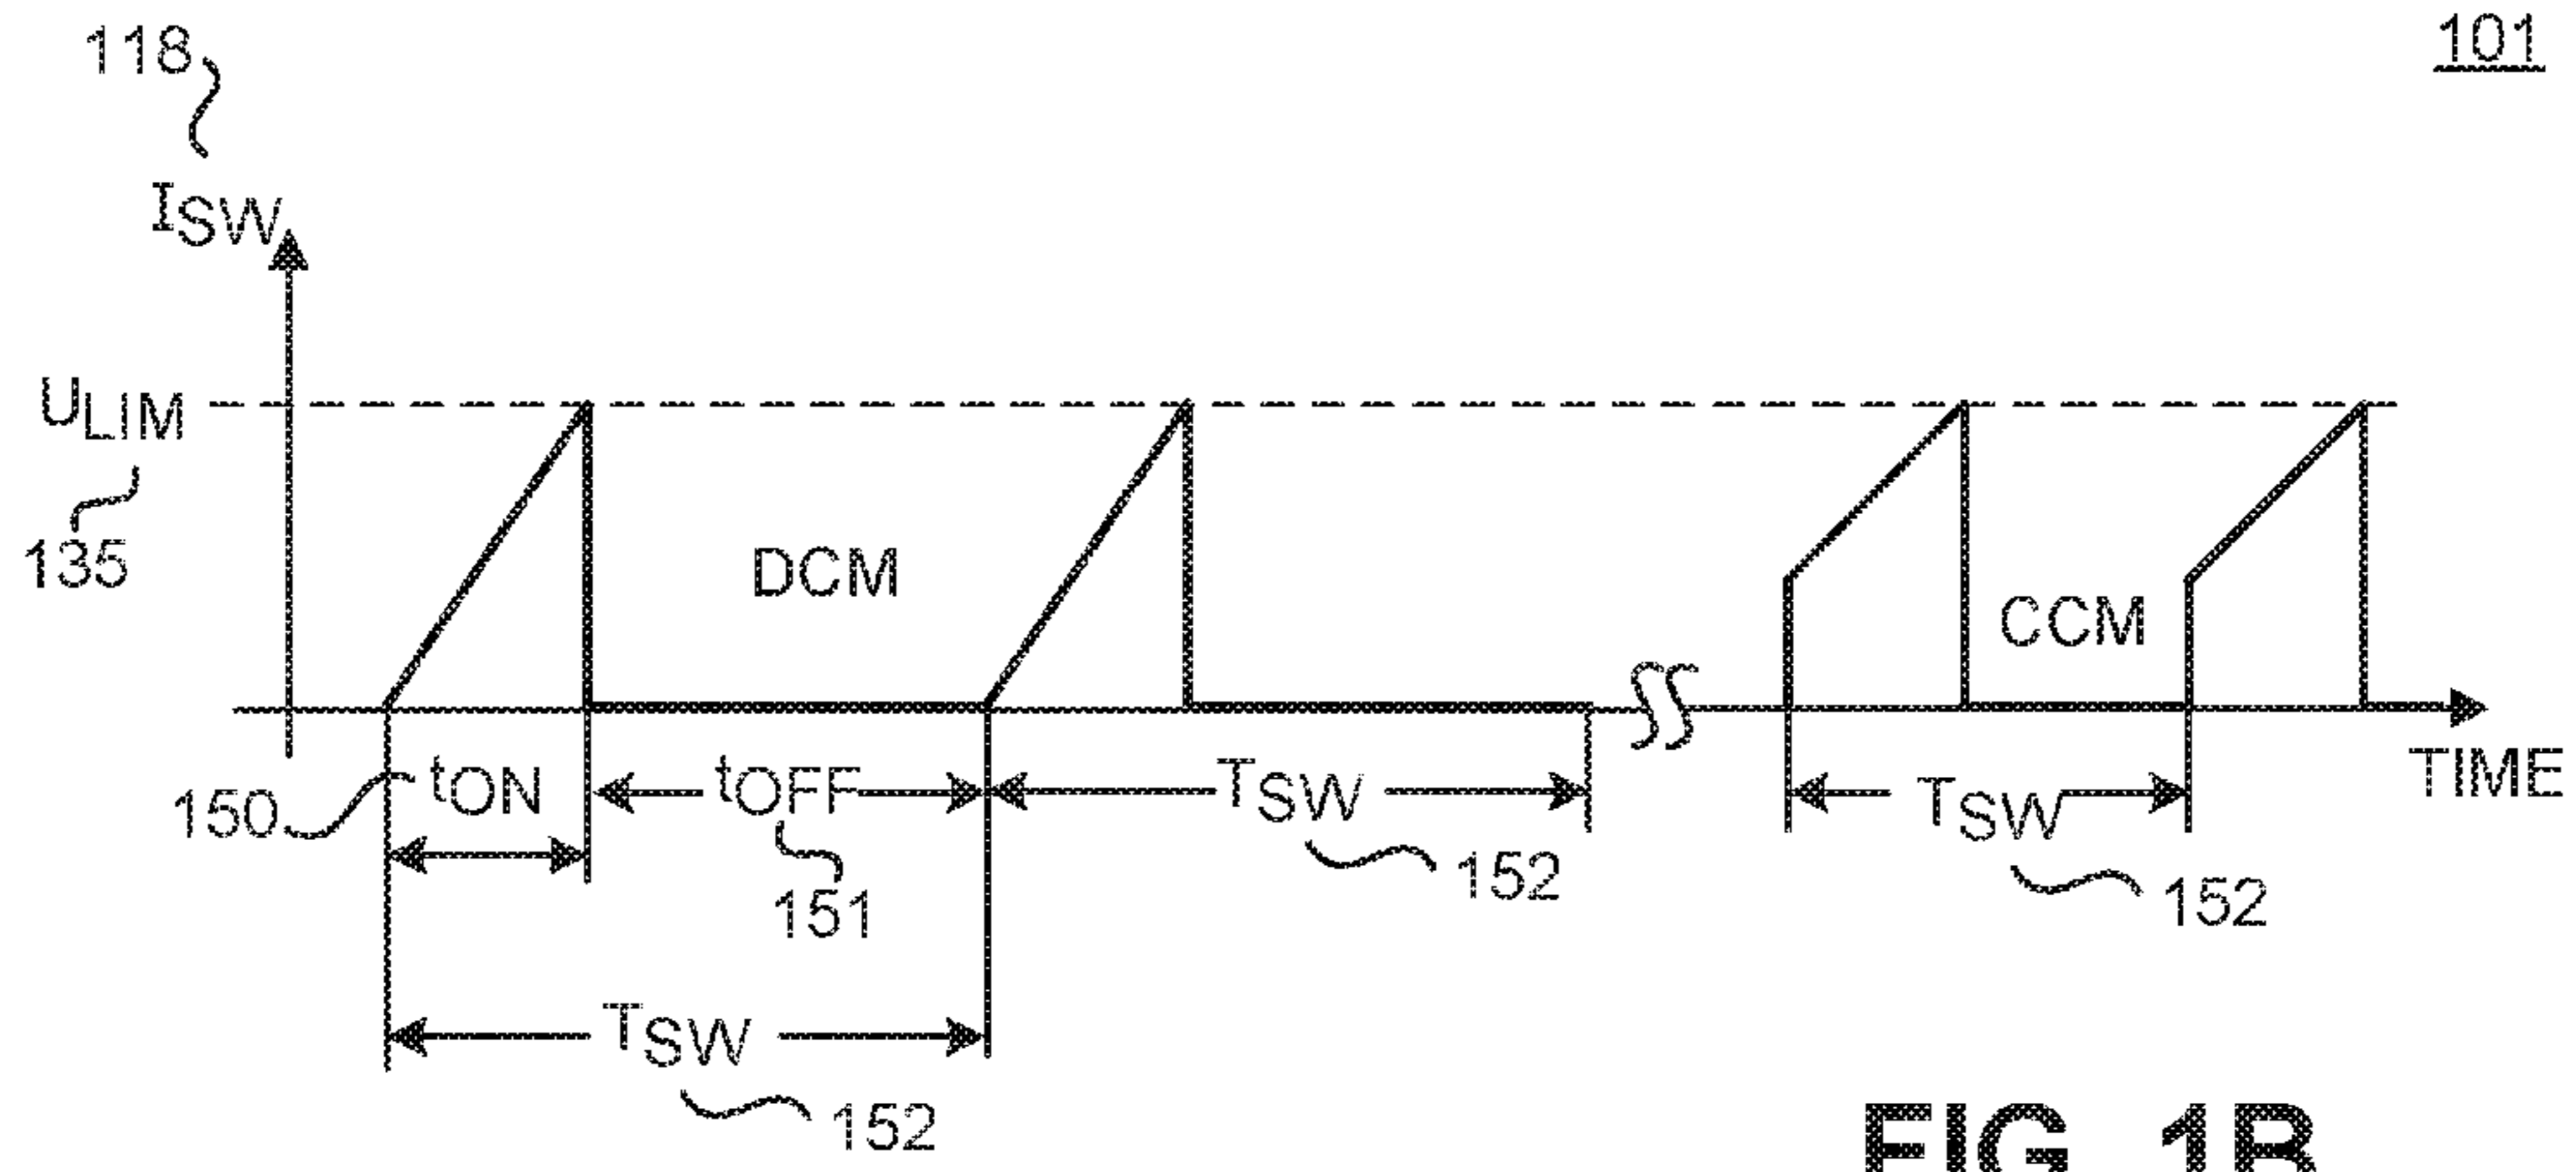 118
101
ISW
ULIM
135
DCM
CCM
150
tON
tOFF
TSW
TSW
TIME
151
152
152
TSW
152
FIG. 1B